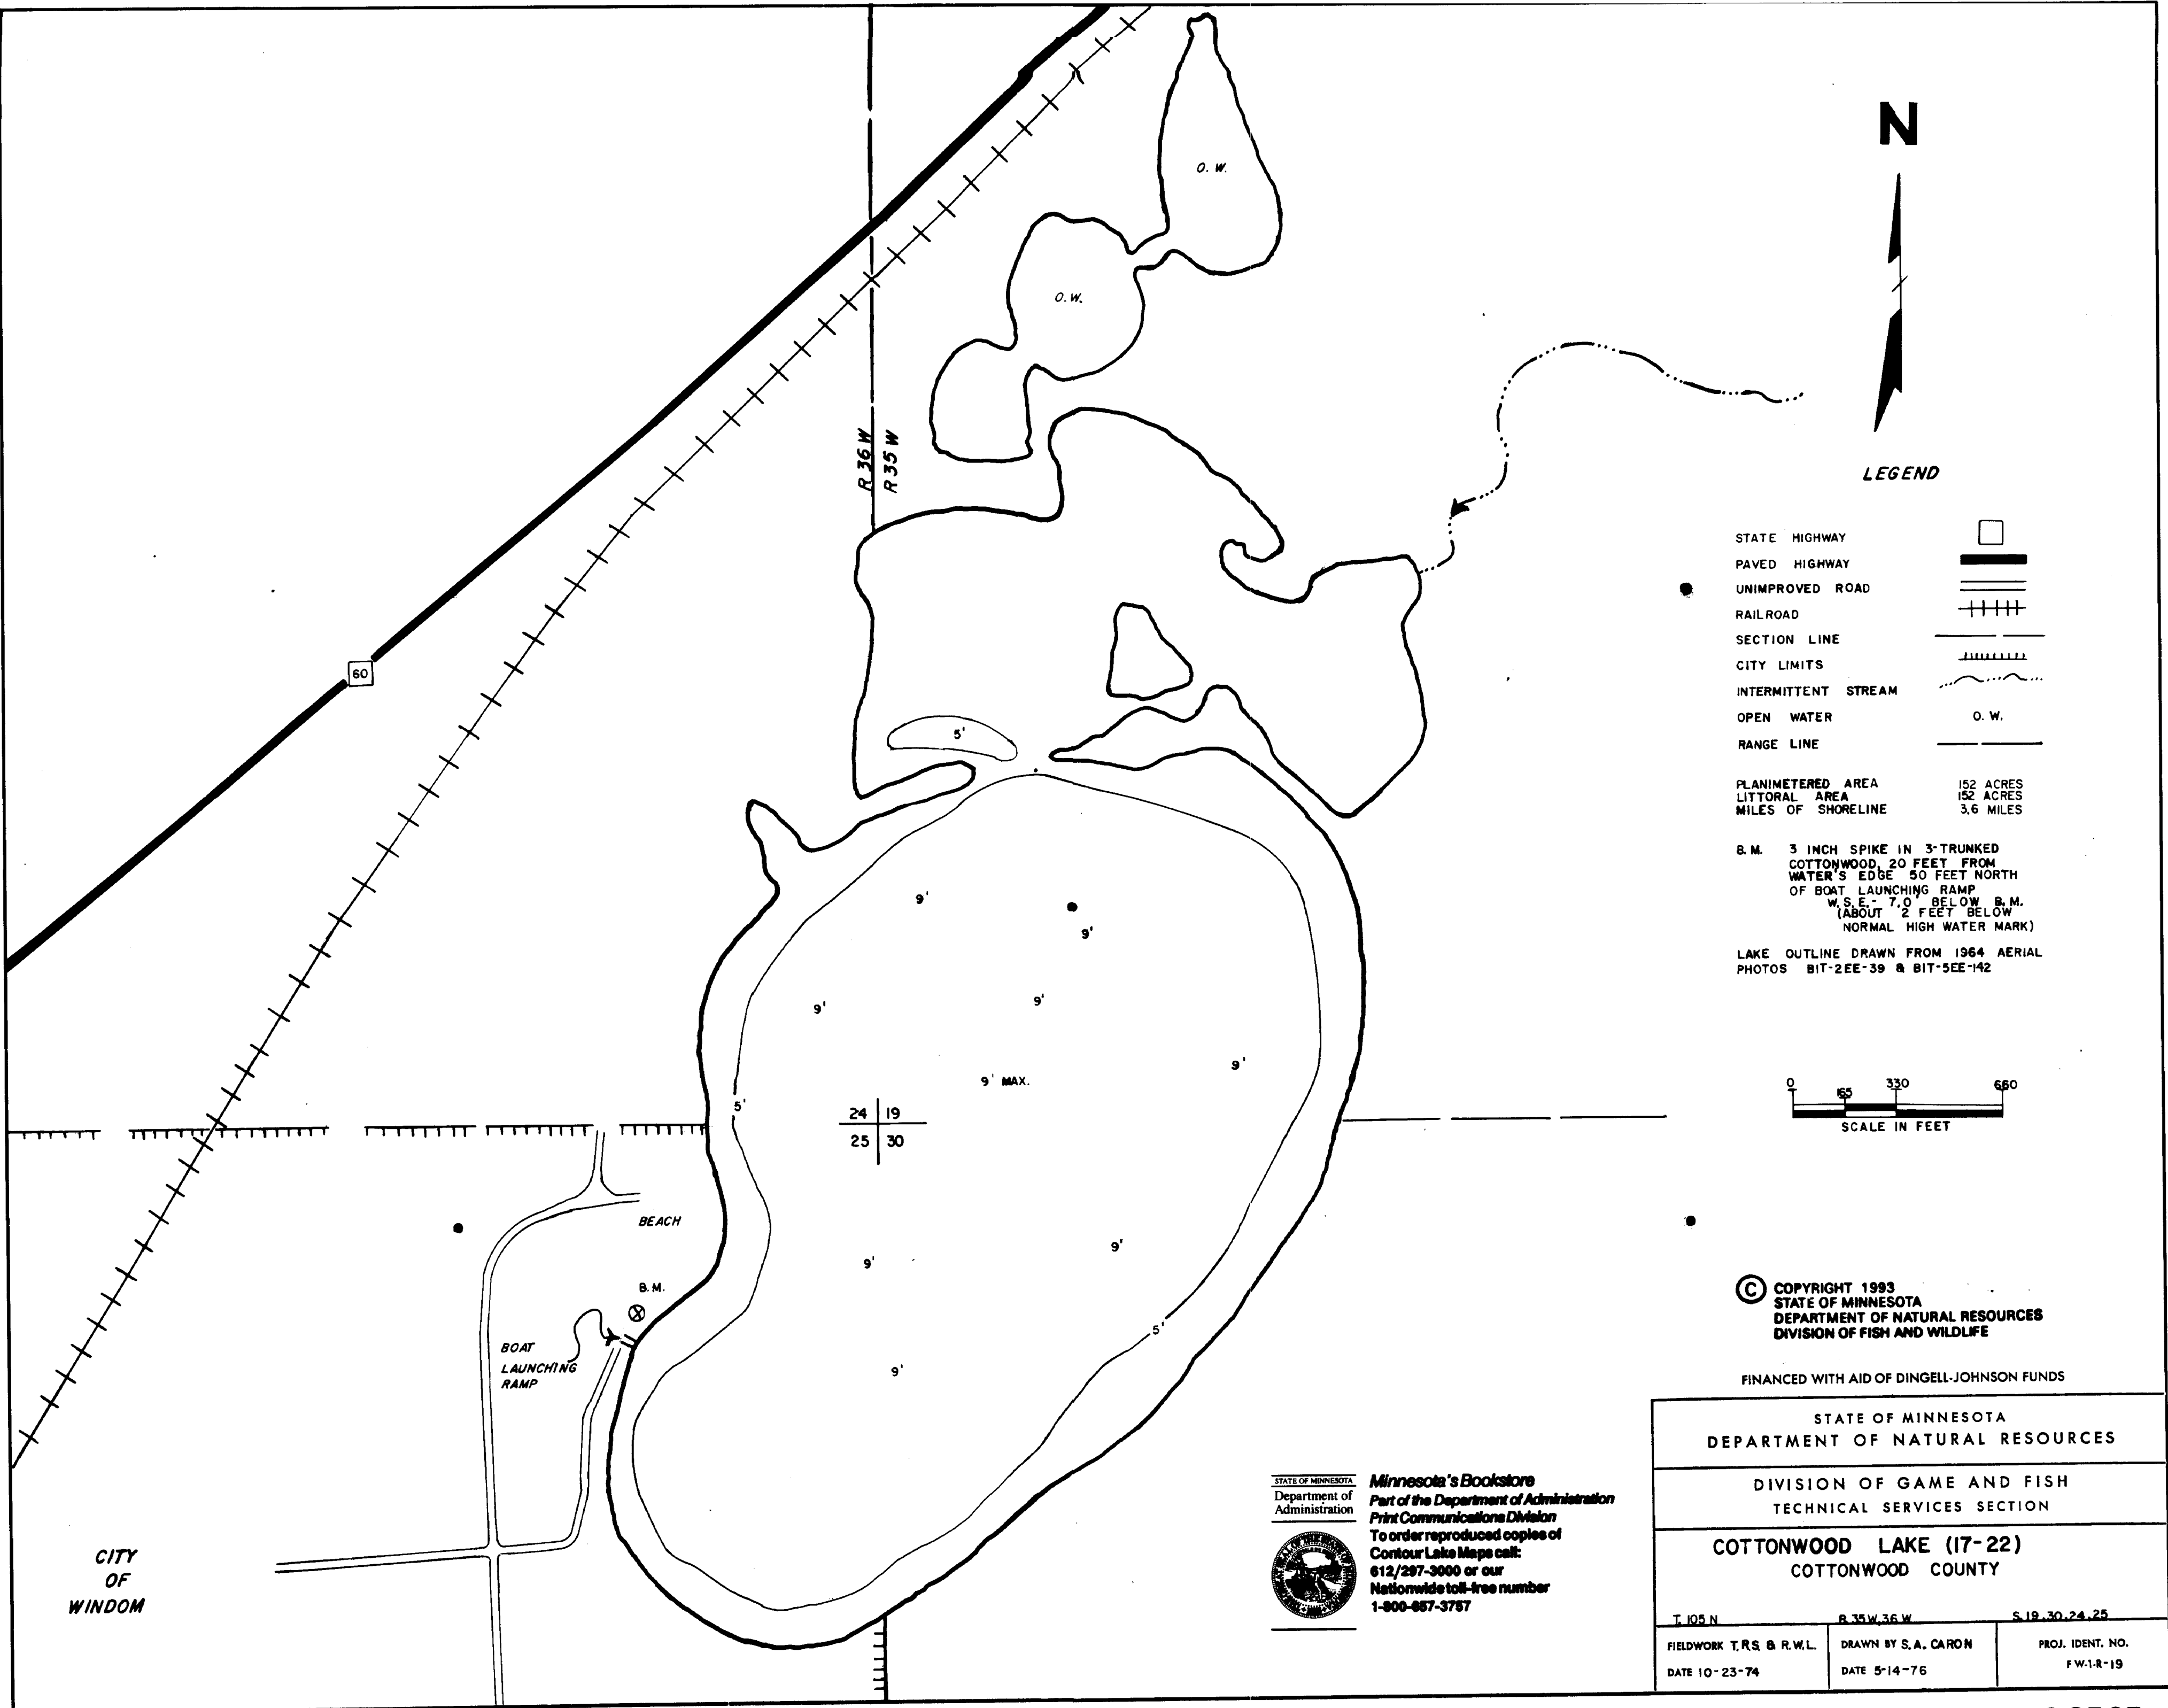 N
O. W.
O. W.
R 36 W
R 35 W
60
5'
9'
9'
9'
9'
9'
9' MAX.
5'
24 19
25 30
BEACH
9'
9'
B. M.
5'
BOAT
LAUNCHING
RAMP
9'
CITY
OF
WINDOM
LEGEND
STATE HIGHWAY
PAVED HIGHWAY
UNIMPROVED ROAD
RAILROAD
SECTION LINE
CITY LIMITS
INTERMITTENT STREAM
OPEN WATER O. W.
RANGE LINE
PLANIMETERED AREA 152 ACRES
LITTORAL AREA 152 ACRES
MILES OF SHORELINE 3.6 MILES
B. M. 3 INCH SPIKE IN 3-TRUNKED
COTTONWOOD, 20 FEET FROM
WATER'S EDGE 50 FEET NORTH
OF BOAT LAUNCHING RAMP
W. S. E. - 7.0' BELOW B. M.
(ABOUT 2 FEET BELOW
NORMAL HIGH WATER MARK)
LAKE OUTLINE DRAWN FROM 1964 AERIAL
PHOTOS BIT-2EE-39 & BIT-5EE-142
0 165 330 660
SCALE IN FEET
© COPYRIGHT 1993
STATE OF MINNESOTA
DEPARTMENT OF NATURAL RESOURCES
DIVISION OF FISH AND WILDLIFE
FINANCED WITH AID OF DINGELL-JOHNSON FUNDS
STATE OF MINNESOTA
Department of
Administration
Minnesota's Bookstore
Part of the Department of Administration
Print Communications Division
To order reproduced copies of
Contour Lake Maps call:
612/297-3000 or our
Nationwide toll-free number
1-800-657-3757
STATE OF MINNESOTA
DEPARTMENT OF NATURAL RESOURCES
DIVISION OF GAME AND FISH
TECHNICAL SERVICES SECTION
COTTONWOOD LAKE (17-22)
COTTONWOOD COUNTY
T. 105 N R. 35 W, 36 W S. 19, 30, 24, 25
FIELDWORK T.R.S. & R.W.L.
DATE 10-23-74
DRAWN BY S. A. CARON
DATE 5-14-76
PROJ. IDENT. NO.
F W-1-R-19